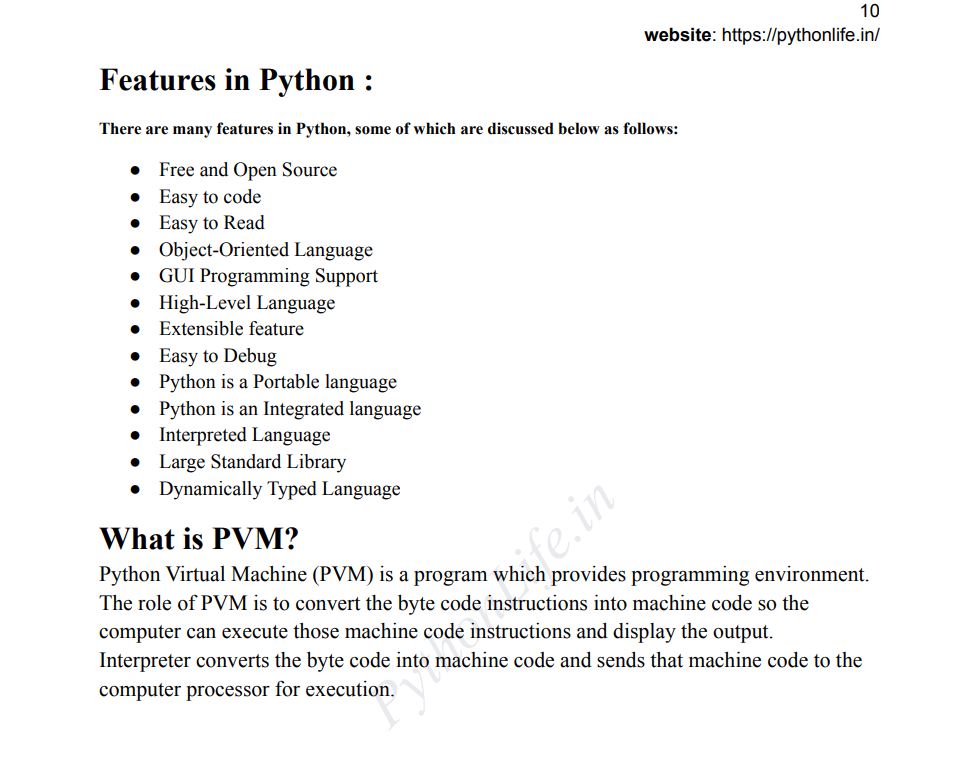 10
website: https://pythonlife.in/
Features in Python :
There are many features in Python, some of which are discussed below as follows:
● Free and Open Source
● Easy to code
● Easy to Read
● Object-Oriented Language
● GUI Programming Support
● High-Level Language
● Extensible feature
● Easy to Debug
● Python is a Portable language
● Python is an Integrated language
● Interpreted Language
● Large Standard Library
● Dynamically Typed Language
What is PVM?
Python Virtual Machine (PVM) is a program which provides programming environment.
The role of PVM is to convert the byte code instructions into machine code so the
computer can execute those machine code instructions and display the output.
Interpreter converts the byte code into machine code and sends that machine code to the
computer processor for execution.
PythonLife.in